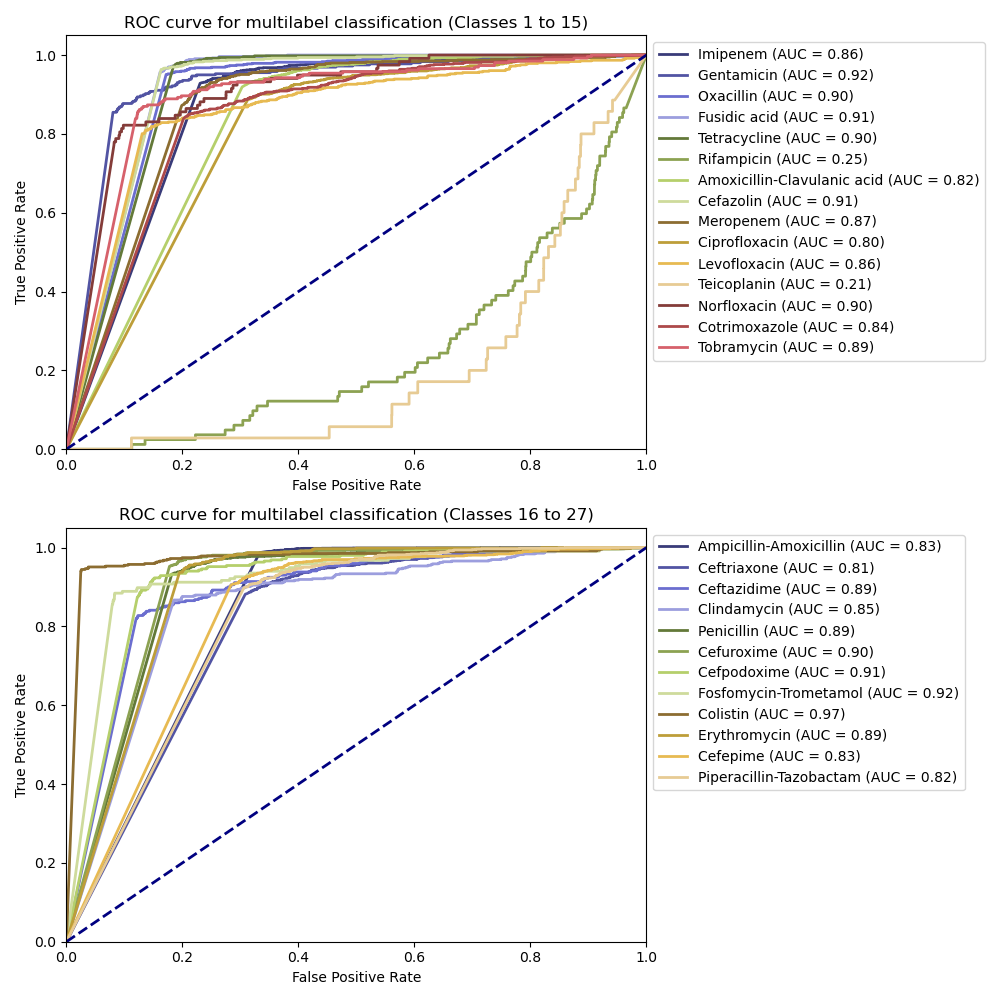 ROC curve for multilabel classification (Classes 1 to 15)
1.0
0.8
0.6
0.4
0.2
0.0
True Positive Rate
0.0 0.2 0.4 0.6 0.8 1.0
False Positive Rate
Imipenem (AUC = 0.86)
Gentamicin (AUC = 0.92)
Oxacillin (AUC = 0.90)
Fusidic acid (AUC = 0.91)
Tetracycline (AUC = 0.90)
Rifampicin (AUC = 0.25)
Amoxicillin-Clavulanic acid (AUC = 0.82)
Cefazolin (AUC = 0.91)
Meropenem (AUC = 0.87)
Ciprofloxacin (AUC = 0.80)
Levofloxacin (AUC = 0.86)
Teicoplanin (AUC = 0.21)
Norfloxacin (AUC = 0.90)
Cotrimoxazole (AUC = 0.84)
Tobramycin (AUC = 0.89)
ROC curve for multilabel classification (Classes 16 to 27)
1.0
0.8
0.6
0.4
0.2
0.0
True Positive Rate
0.0 0.2 0.4 0.6 0.8 1.0
False Positive Rate
Ampicillin-Amoxicillin (AUC = 0.83)
Ceftriaxone (AUC = 0.81)
Ceftazidime (AUC = 0.89)
Clindamycin (AUC = 0.85)
Penicillin (AUC = 0.89)
Cefuroxime (AUC = 0.90)
Cefpodoxime (AUC = 0.91)
Fosfomycin-Trometamol (AUC = 0.92)
Colistin (AUC = 0.97)
Erythromycin (AUC = 0.89)
Cefepime (AUC = 0.83)
Piperacillin-Tazobactam (AUC = 0.82)